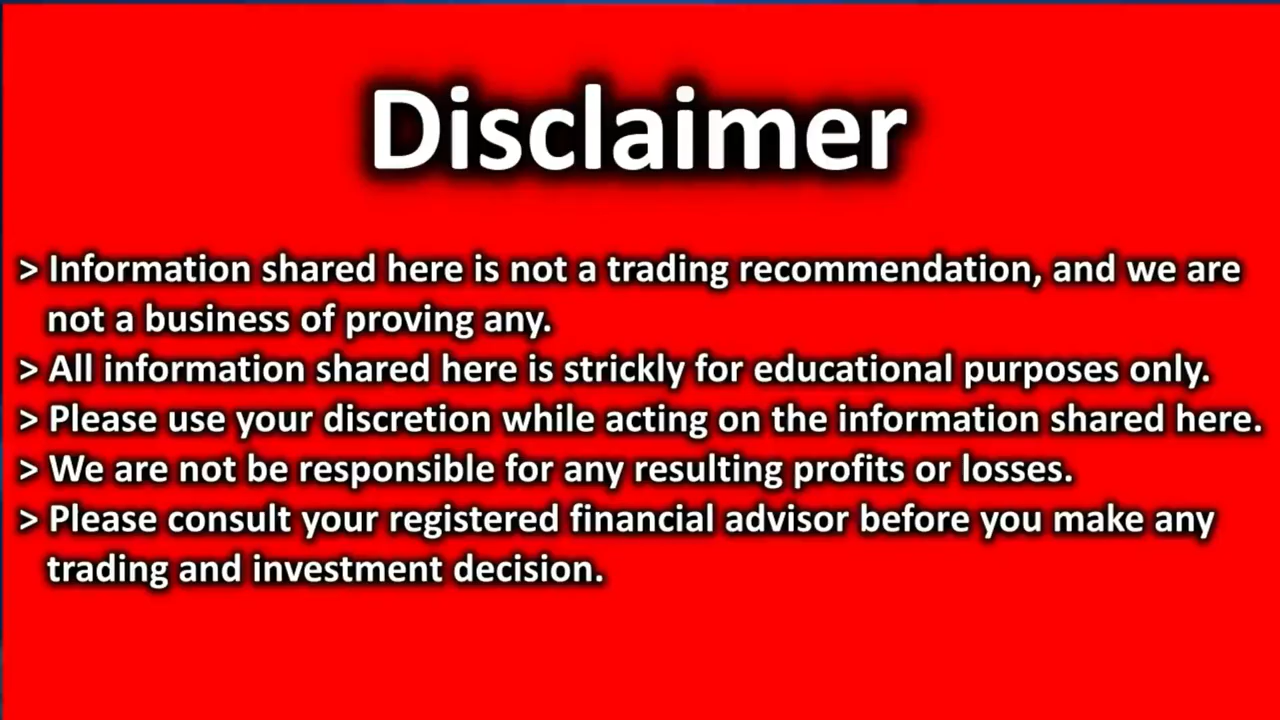 Disclaimer
> Information shared here is not a trading recommendation, and we are
not a business of proving any.
> All information shared here is strickly for educational purposes only.
> Please use your discretion while acting on the information shared here.
> We are not be responsible for any resulting profits or losses.
> Please consult your registered financial advisor before you make any
trading and investment decision.